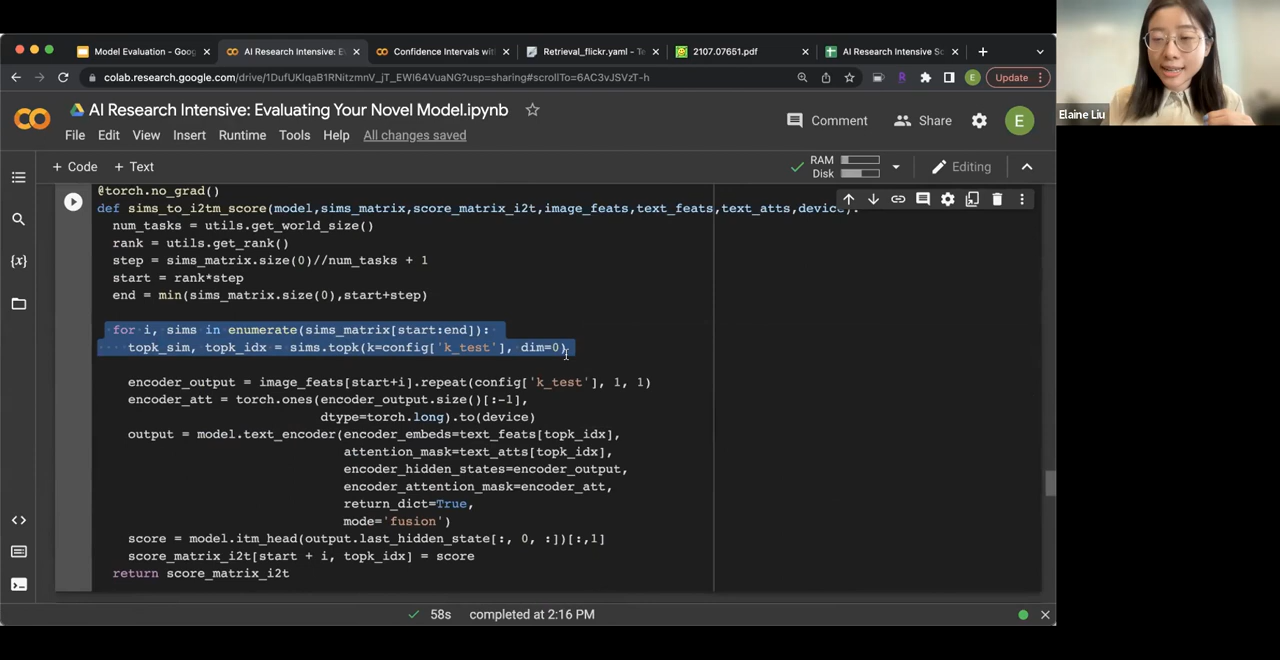 Model Evaluation - Goog
AI Research Intensive: E
Confidence Intervals wit
Retrieval_flickr.yaml - To
2107.07651.pdf
AI Research Intensive Sc
colab.research.google.com/drive/1DufUKIqaB1RNitzmnV_jT_EWI64VuaNG?usp=sharing#scrollTo=6AC3vJSVzT-h
E
Update
AI Research Intensive: Evaluating Your Novel Model.ipynb
File Edit View Insert Runtime Tools Help All changes saved
Comment
Share
E
Elaine Liu
+ Code + Text
RAM
Disk
Editing
@torch.no_grad()
def sims_to_i2tm_score(model,sims_matrix,score_matrix_i2t,image_feats,text_feats,text_atts,device):
num_tasks = utils.get_world_size()
rank = utils.get_rank()
step = sims_matrix.size(0)//num_tasks + 1
start = rank*step
end = min(sims_matrix.size(0),start+step)
for i, sims in enumerate(sims_matrix[start:end]):
topk_sim, topk_idx = sims.topk(k=config['k_test'], dim=0)
encoder_output = image_feats[start+i].repeat(config['k_test'], 1, 1)
encoder_att = torch.ones(encoder_output.size()[:-1],
dtype=torch.long).to(device)
output = model.text_encoder(encoder_embeds=text_feats[topk_idx],
attention_mask=text_atts[topk_idx],
encoder_hidden_states=encoder_output,
encoder_attention_mask=encoder_att,
return_dict=True,
mode='fusion')
score = model.itm_head(output.last_hidden_state[:, 0, :])[:,1]
score_matrix_i2t[start + i, topk_idx] = score
return score_matrix_i2t
58s completed at 2:16 PM